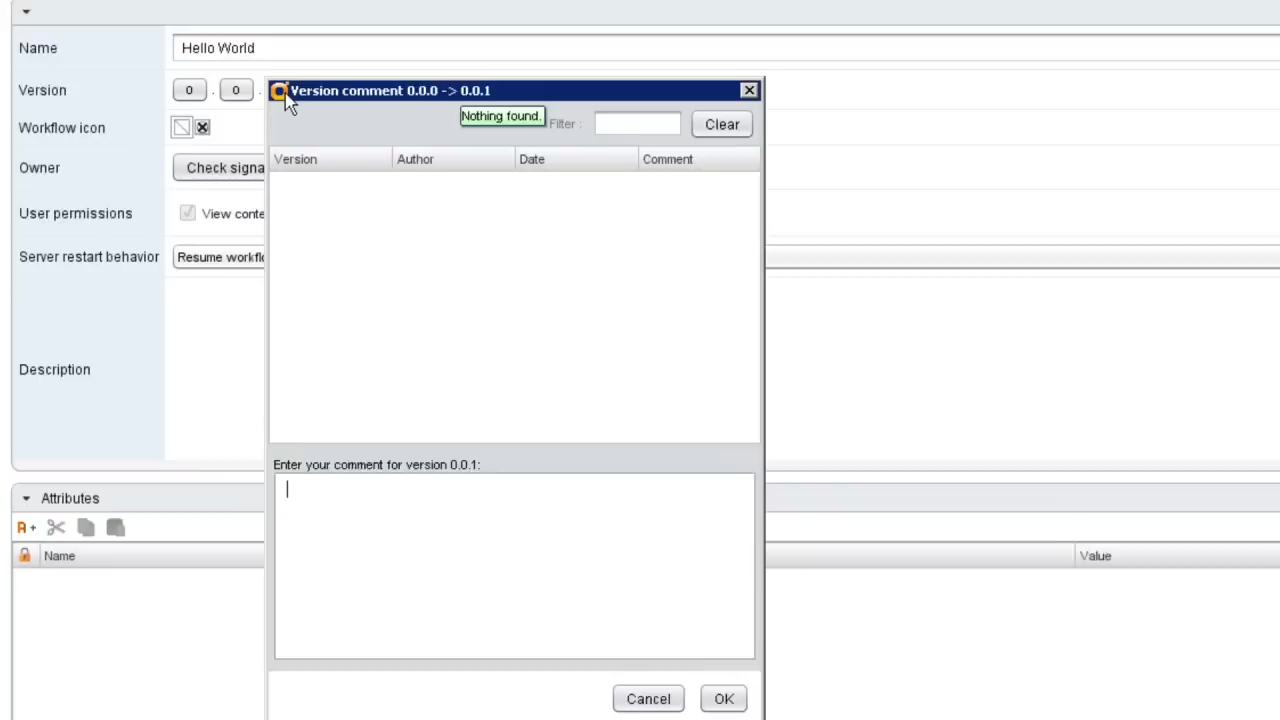 Name
Hello World
Version
0 . 0 .
Version comment 0.0.0 -> 0.0.1
Nothing found.
Filter :
Clear
Workflow icon
Version Author Date Comment
Owner
Check signa
User permissions
View conte
Server restart behavior
Resume workflo
Description
Enter your comment for version 0.0.1:
Attributes
A+
Name
Value
Cancel OK